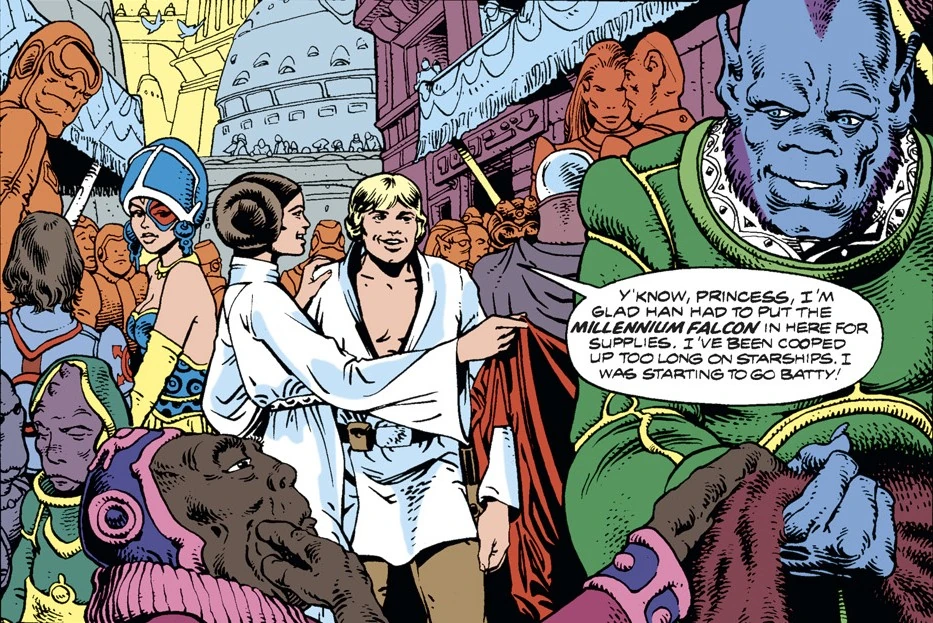 Y'KNOW, PRINCESS, I'M
GLAD HAN HAD TO PUT THE
MILLENNIUM FALCON IN HERE FOR
SUPPLIES. I'VE BEEN COOPED
UP TOO LONG ON STARSHIPS. I
WAS STARTING TO GO BATTY!